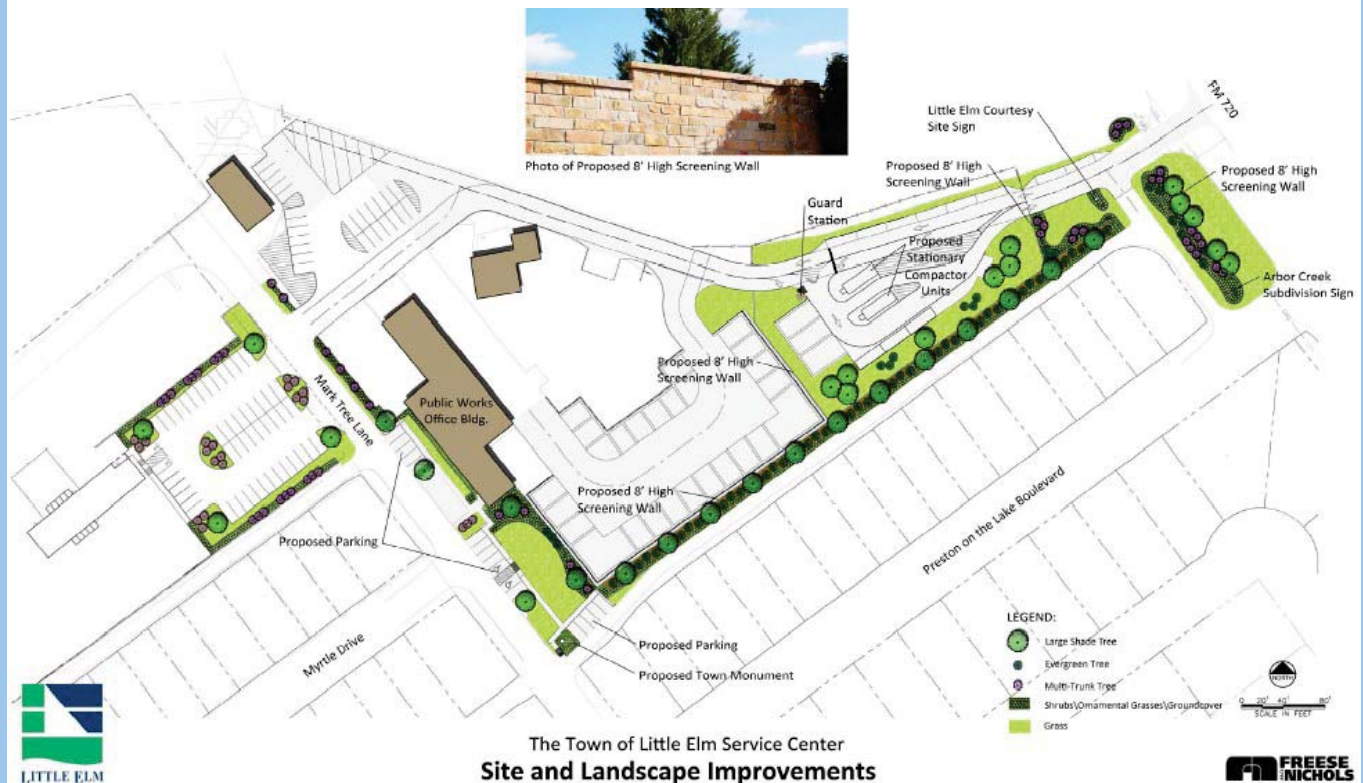 Photo of Proposed 8' High Screening Wall
FM 720
Little Elm Courtesy
Site Sign
Proposed 8' High
Screening Wall
Proposed 8' High
Screening Wall
Guard
Station
Proposed
Stationary
Compactor
Units
Arbor Creek
Subdivision Sign
Proposed 8' High
Screening Wall
Mark Tree Lane
Public Works
Office Bldg.
Proposed 8' High
Screening Wall
Proposed Parking
Preston on the Lake Boulevard
Myrtle Drive
Proposed Parking
Proposed Town Monument
LEGEND:
Large Shade Tree
Evergreen Tree
Multi-Trunk Tree
Shrubs\Ornamental Grasses\Groundcover
Grass
NORTH
0 20' 40' 80'
SCALE IN FEET
LITTLE ELM
The Town of Little Elm Service Center
Site and Landscape Improvements
FREESE
NICHOLS